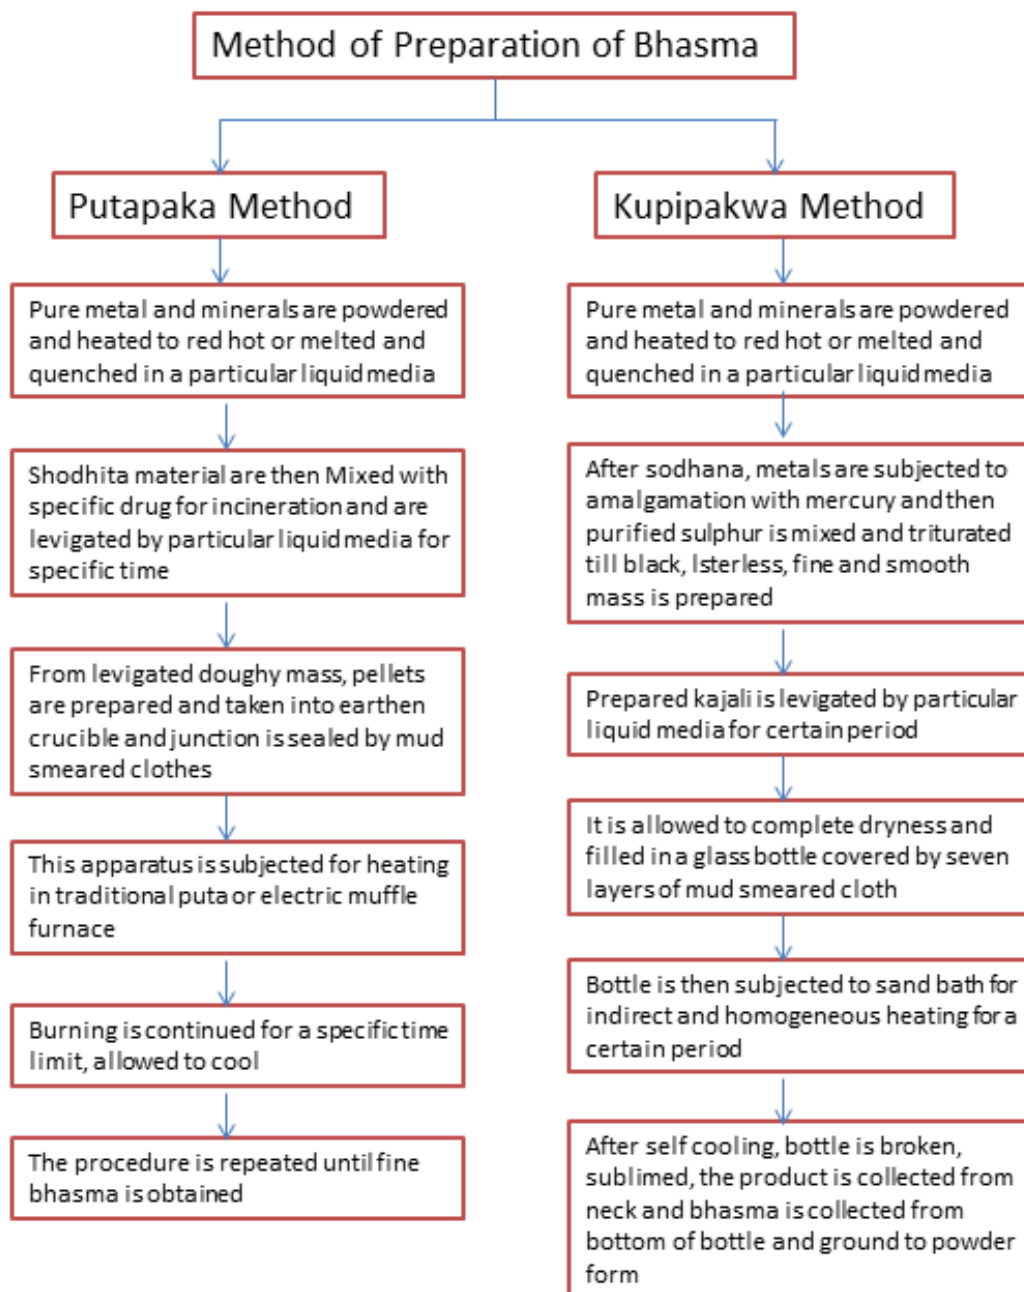 Method of Preparation of Bhasma
Putapaka Method
Pure metal and minerals are powdered
and heated to red hot or melted and
quenched in a particular liquid media
Shodhita material are then Mixed with
specific drug for incineration and are
levigated by particular liquid media for
specific time
From levigated doughy mass, pellets
are prepared and taken into earthen
crucible and junction is sealed by mud
smeared clothes
This apparatus is subjected for heating
in traditional puta or electric muffle
furnace
Burning is continued for a specific time
limit, allowed to cool
The procedure is repeated until fine
bhasma is obtained
Kupipakwa Method
Pure metal and minerals are powdered
and heated to red hot or melted and
quenched in a particular liquid media
After sodhana, metals are subjected to
amalgamation with mercury and then
purified sulphur is mixed and triturated
till black, lsterless, fine and smooth
mass is prepared
Prepared kajali is levigated by particular
liquid media for certain period
It is allowed to complete dryness and
filled in a glass bottle covered by seven
layers of mud smeared cloth
Bottle is then subjected to sand bath for
indirect and homogeneous heating for a
certain period
After self cooling, bottle is broken,
sublimed, the product is collected from
neck and bhasma is collected from
bottom of bottle and ground to powder
form